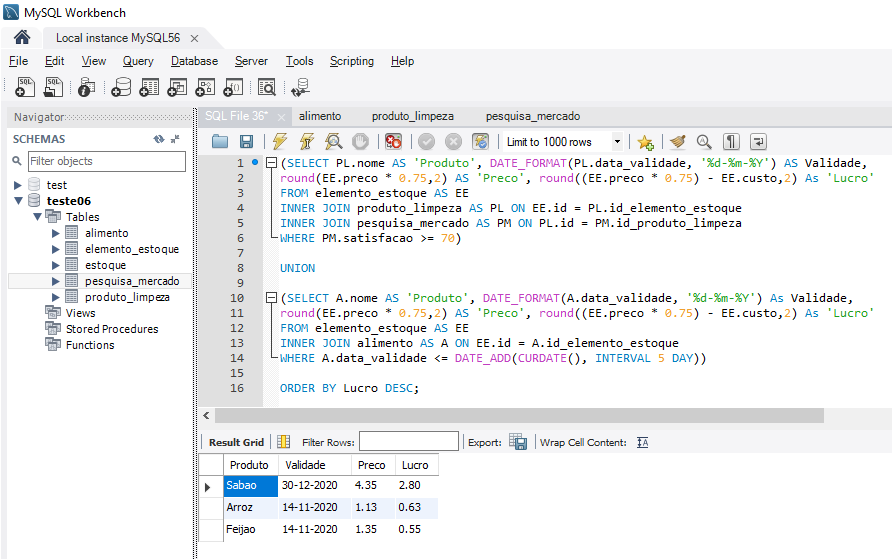 MySQL Workbench
Local instance MySQL56
File Edit View Query Database Server Tools Scripting Help
Navigator
SCHEMAS
Filter objects
test
teste06
Tables
alimento
elemento_estoque
estoque
pesquisa_mercado
produto_limpeza
Views
Stored Procedures
Functions
SQL File 36* alimento produto_limpeza pesquisa_mercado
Limit to 1000 rows
1 (SELECT PL.nome AS 'Produto', DATE_FORMAT(PL.data_validade, '%d-%m-%Y') AS Validade,
2 round(EE.preco * 0.75,2) AS 'Preco', round((EE.preco * 0.75) - EE.custo,2) As 'Lucro'
3 FROM elemento_estoque AS EE
4 INNER JOIN produto_limpeza AS PL ON EE.id = PL.id_elemento_estoque
5 INNER JOIN pesquisa_mercado AS PM ON PL.id = PM.id_produto_limpeza
6 WHERE PM.satisfacao >= 70)
7
8 UNION
9
10 (SELECT A.nome AS 'Produto', DATE_FORMAT(A.data_validade, '%d-%m-%Y') As Validade,
11 round(EE.preco * 0.75,2) AS 'Preco', round((EE.preco * 0.75) - EE.custo,2) As 'Lucro'
12 FROM elemento_estoque AS EE
13 INNER JOIN alimento AS A ON EE.id = A.id_elemento_estoque
14 WHERE A.data_validade <= DATE_ADD(CURDATE(), INTERVAL 5 DAY))
15
16 ORDER BY Lucro DESC;
Result Grid Filter Rows: Export: Wrap Cell Content:
Produto Validade Preco Lucro
Sabao 30-12-2020 4.35 2.80
Arroz 14-11-2020 1.13 0.63
Feijao 14-11-2020 1.35 0.55